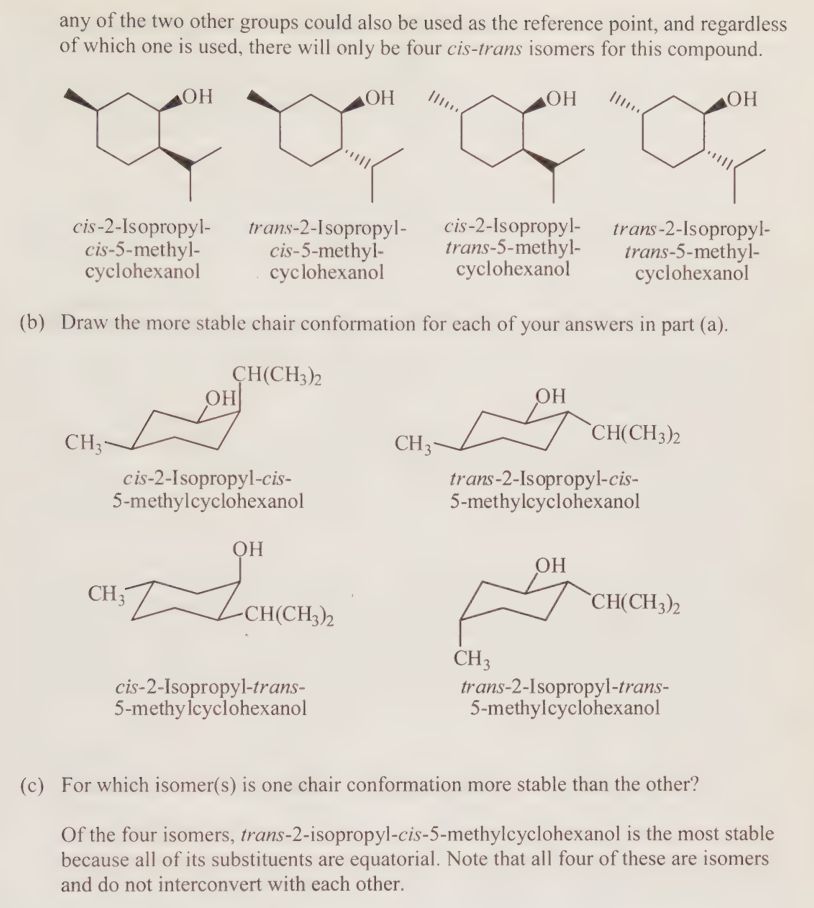 any of the two other groups could also be used as the reference point, and regardless
of which one is used, there will only be four cis-trans isomers for this compound.
OH OH OH OH
cis-2-Isopropyl- trans-2-Isopropyl- cis-2-Isopropyl- trans-2-Isopropyl-
cis-5-methyl- cis-5-methyl- trans-5-methyl- trans-5-methyl-
cyclohexanol cyclohexanol cyclohexanol cyclohexanol
(b) Draw the more stable chair conformation for each of your answers in part (a).
CH(CH₃)₂
OH OH
CH₃ CH₃ CH(CH₃)₂
cis-2-Isopropyl-cis- trans-2-Isopropyl-cis-
5-methylcyclohexanol 5-methylcyclohexanol
OH OH
CH₃ CH(CH₃)₂ CH(CH₃)₂
CH₃
cis-2-Isopropyl-trans- trans-2-Isopropyl-trans-
5-methylcyclohexanol 5-methylcyclohexanol
(c) For which isomer(s) is one chair conformation more stable than the other?
Of the four isomers, trans-2-isopropyl-cis-5-methylcyclohexanol is the most stable
because all of its substituents are equatorial. Note that all four of these are isomers
and do not interconvert with each other.